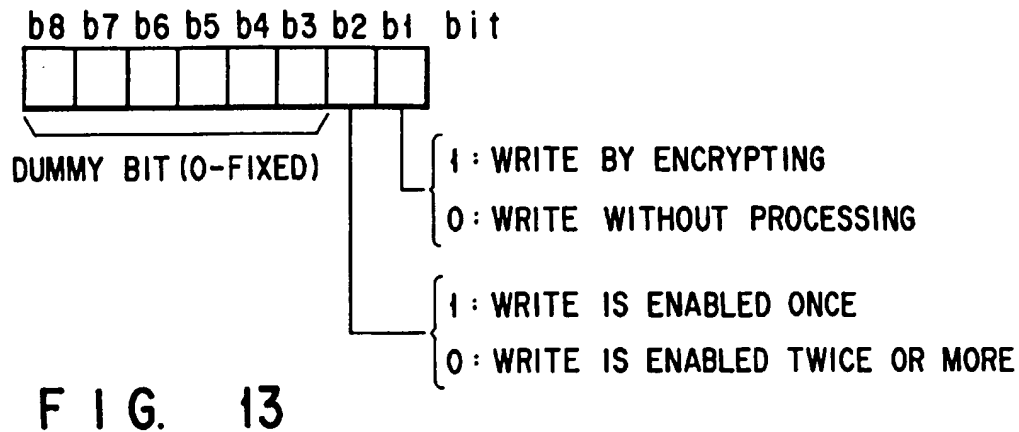 b8 b7 b6 b5 b4 b3 b2 b1 bit
DUMMY BIT (0-FIXED)
1 : WRITE BY ENCRYPTING
0 : WRITE WITHOUT PROCESSING
1 : WRITE IS ENABLED ONCE
0 : WRITE IS ENABLED TWICE OR MORE
FIG. 13